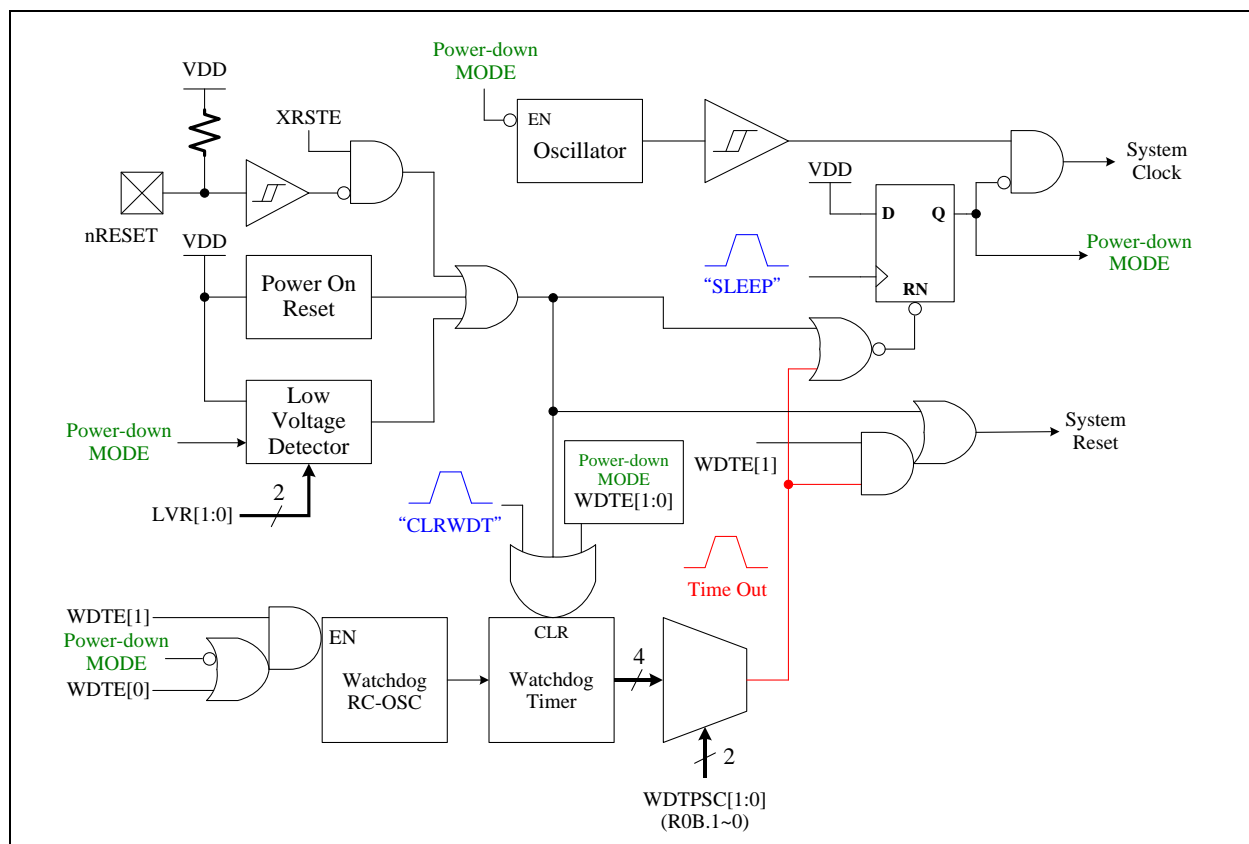 Power-down
MODE
VDD
XRSTE
EN
Oscillator
System
Clock
VDD
nRESET
D
Q
VDD
Power-down
MODE
"SLEEP"
Power On
Reset
RN
Low
Voltage
Detector
Power-down
MODE
System
Reset
WDTE[1]
Power-down
MODE
WDTE[1:0]
2
LVR[1:0]
"CLRWDT"
Time Out
WDTE[1]
Power-down
MODE
WDTE[0]
EN
Watchdog
RC-OSC
CLR
Watchdog
Timer
4
2
WDTPSC[1:0]
(R0B.1~0)